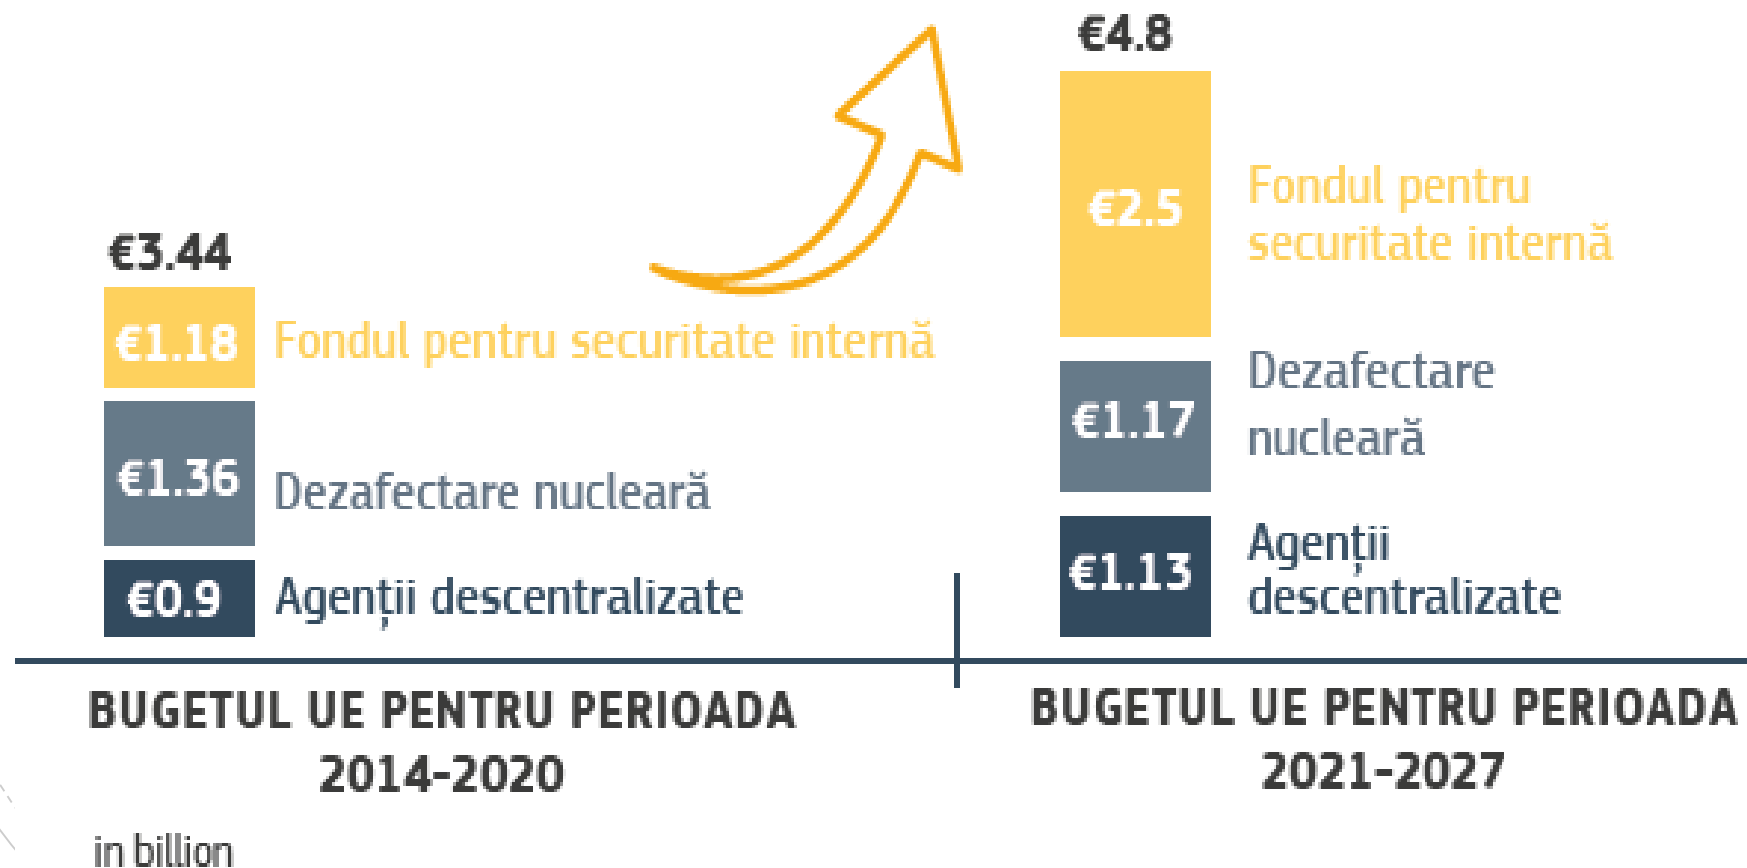 €3.44
€1.18 Fondul pentru securitate internă
€1.36 Dezafectare nucleară
€0.9 Agenții descentralizate
BUGETUL UE PENTRU PERIOADA
2014-2020
in billion
€4.8
€2.5
Fondul pentru
securitate internă
€1.17
Dezafectare
nucleară
€1.13
Agenții
descentralizate
BUGETUL UE PENTRU PERIOADA
2021-2027